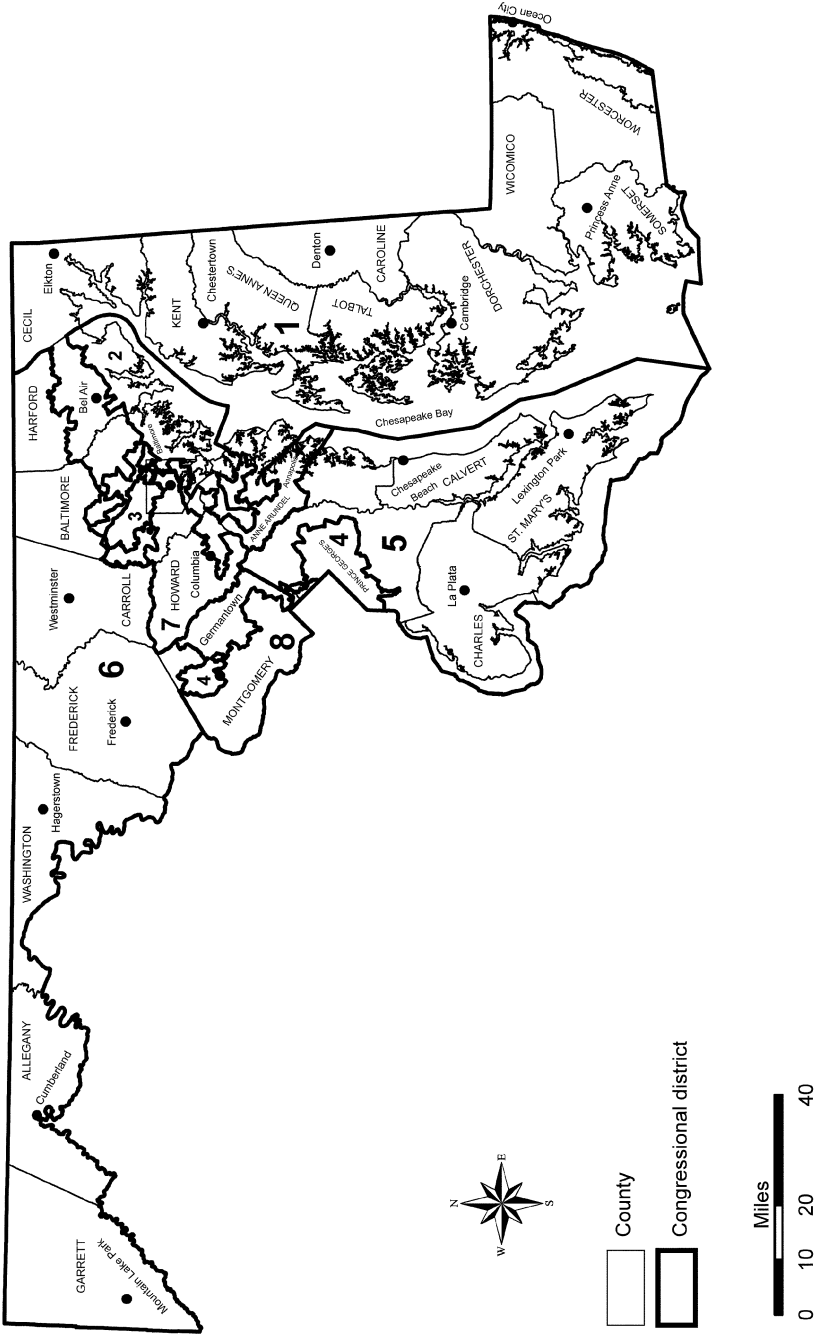 GARRETT
Mountain Lake Park
ALLEGANY
Cumberland
WASHINGTON
Hagerstown
FREDERICK
Frederick
6
Westminster
CARROLL
BALTIMORE
HARFORD
Bel Air
CECIL
Elkton
2
Baltimore
3
HOWARD
Columbia
7
Germantown
4
MONTGOMERY
8
ANNE ARUNDEL
Annapolis
KENT
Chestertown
QUEEN ANNE'S
1
TALBOT
Denton
CAROLINE
Cambridge
DORCHESTER
Chesapeake Bay
WICOMICO
Ocean City
WORCESTER
Princess Anne
SOMERSET
4
PRINCE GEORGE'S
5
Chesapeake
Beach
CALVERT
Lexington Park
ST. MARY'S
La Plata
CHARLES
N
E
S
W
County
Congressional district
Miles
0 10 20 40